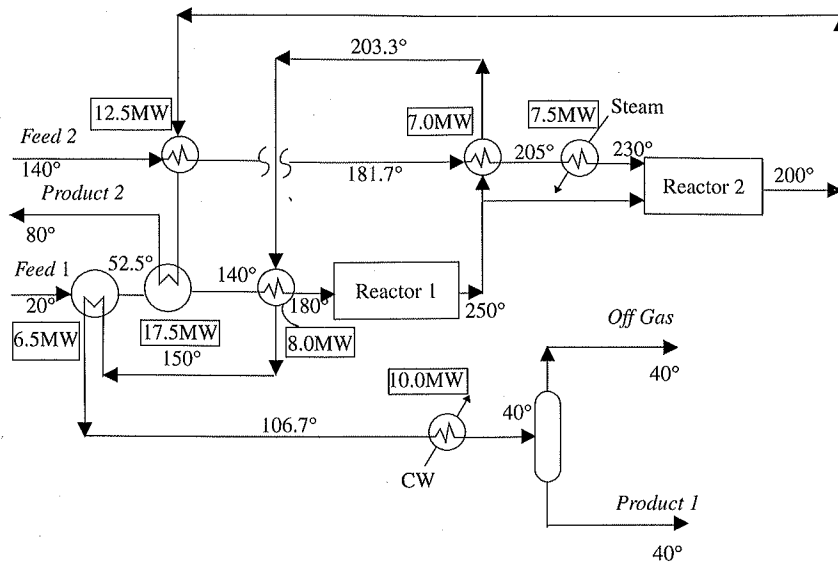 203.3°
12.5MW
7.0MW
7.5MW
Steam
Feed 2
140°
181.7°
205°
230°
Reactor 2
200°
Product 2
80°
Feed 1
20°
52.5°
140°
180°
Reactor 1
250°
6.5MW
17.5MW
8.0MW
150°
Off Gas
40°
10.0MW
40°
106.7°
CW
Product 1
40°